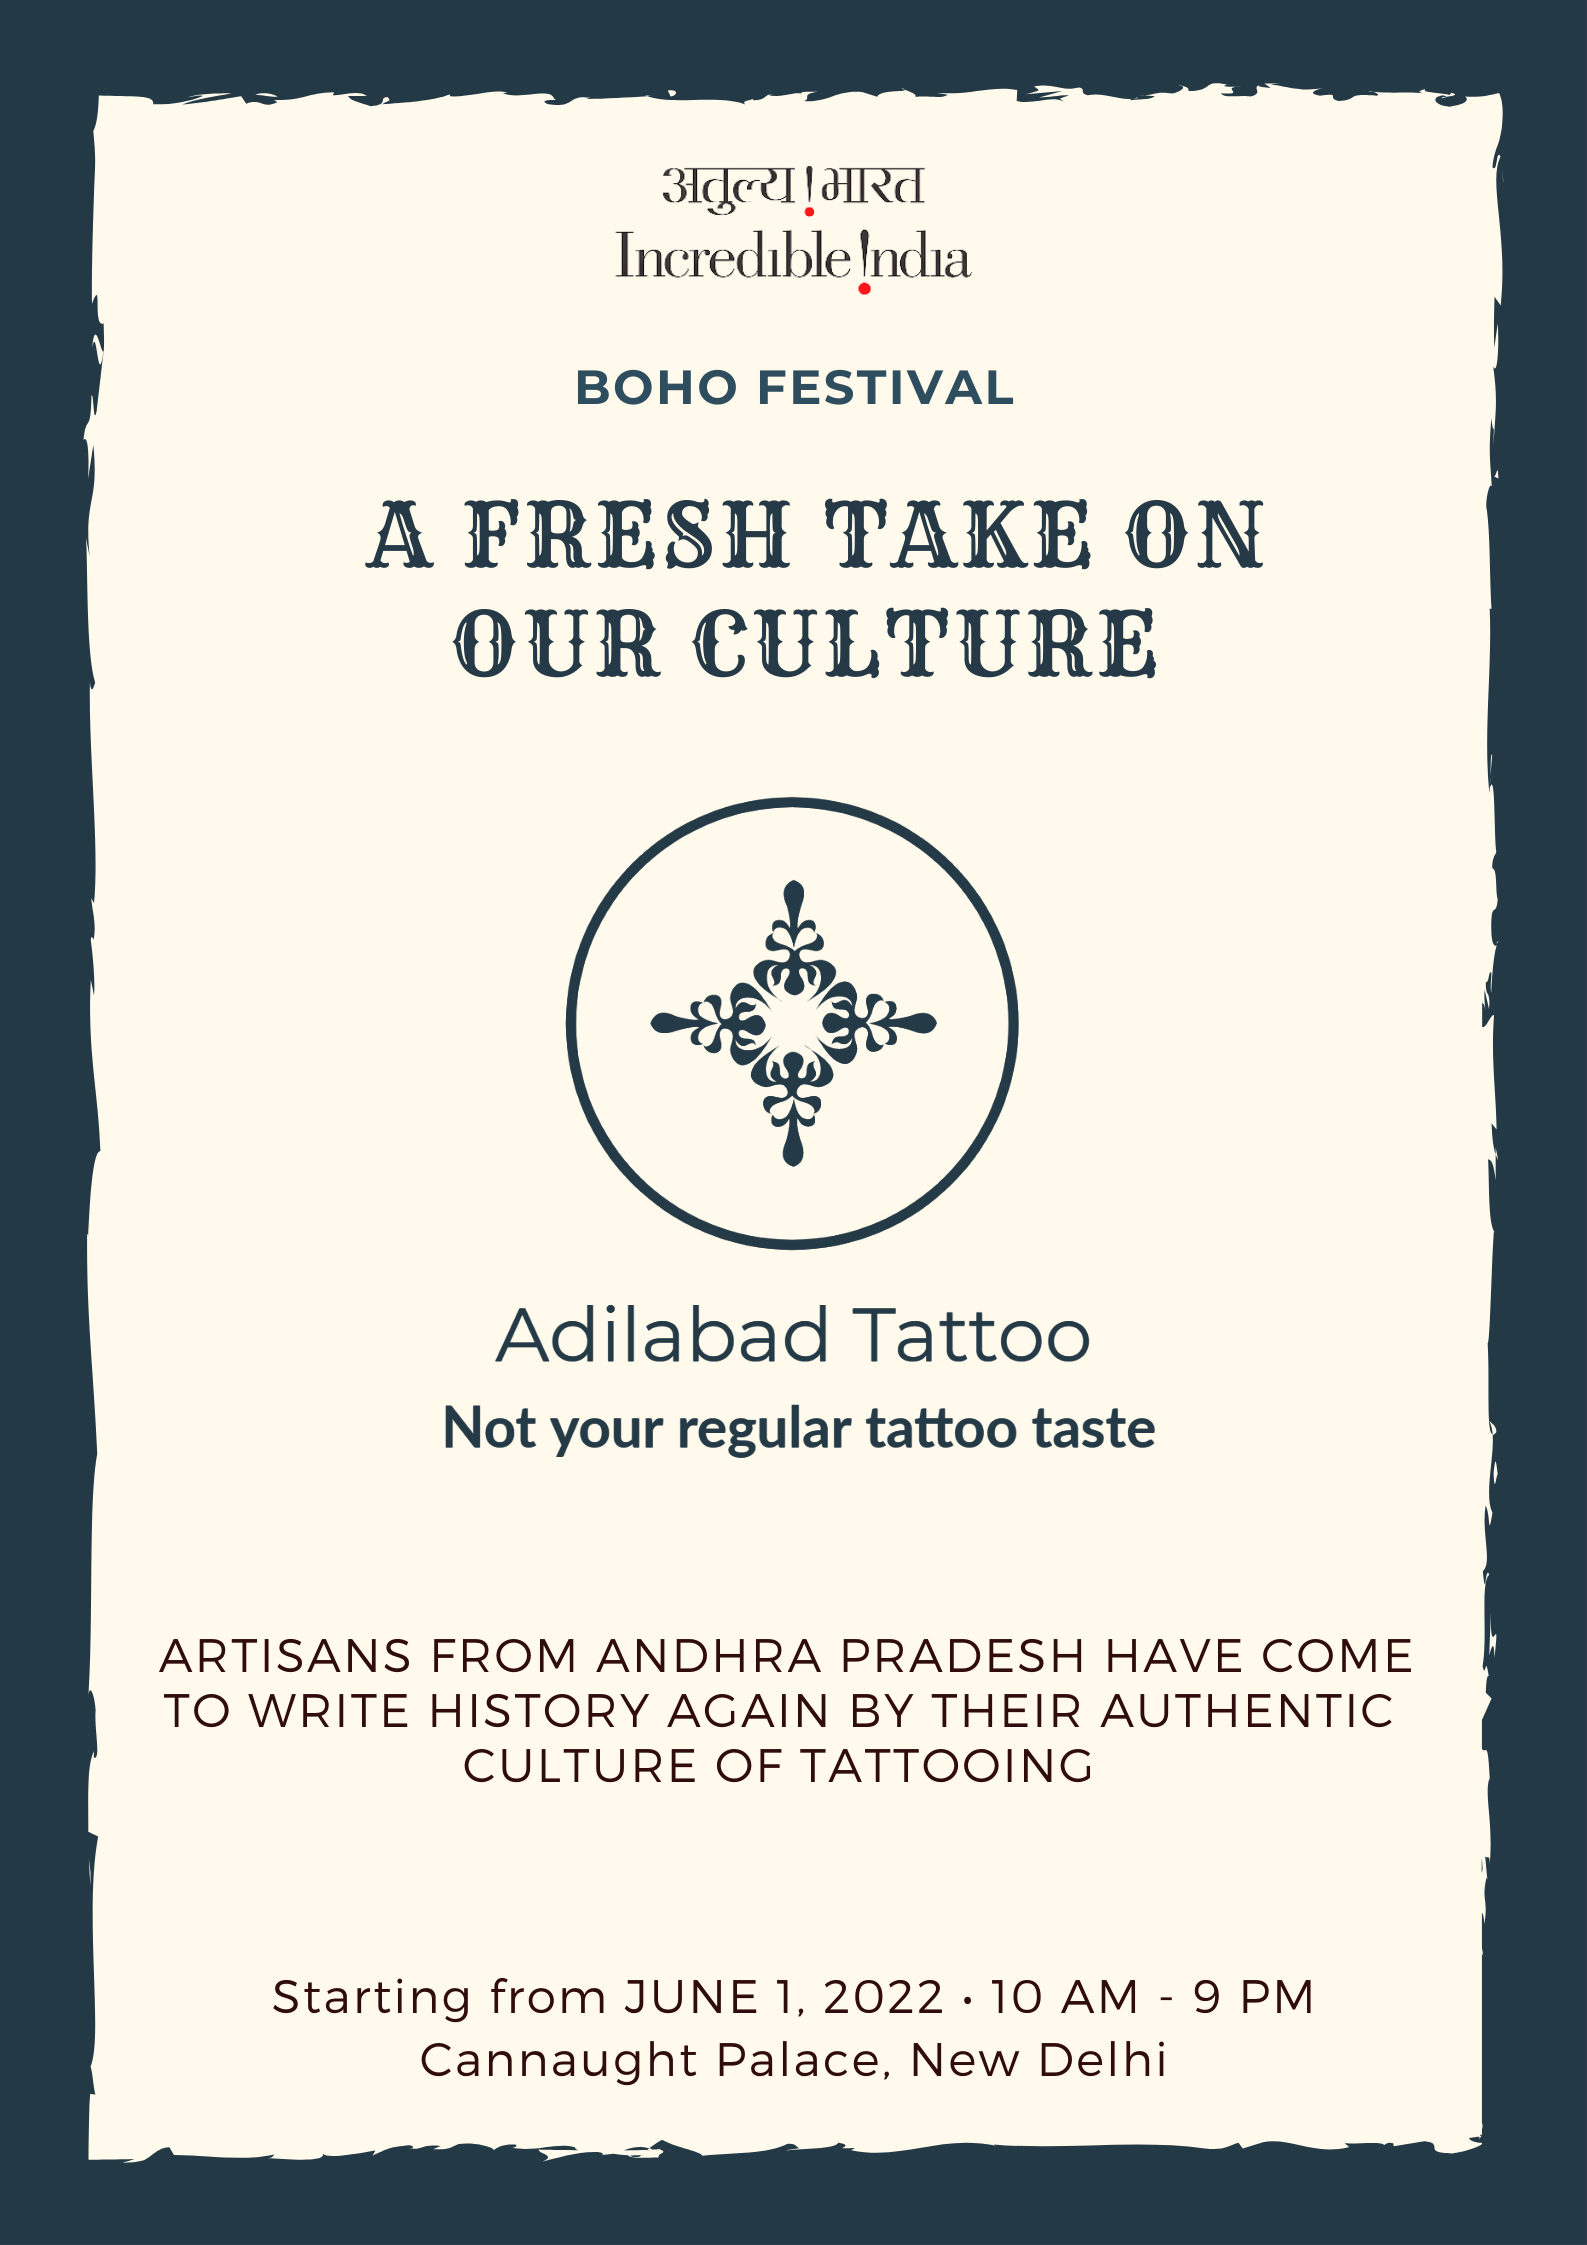 अतुल्य!भारत
Incredible!ndia
BOHO FESTIVAL
A FRESH TAKE ON
OUR CULTURE
Adilabad Tattoo
Not your regular tattoo taste
ARTISANS FROM ANDHRA PRADESH HAVE COME
TO WRITE HISTORY AGAIN BY THEIR AUTHENTIC
CULTURE OF TATTOOING
Starting from JUNE 1, 2022 • 10 AM - 9 PM
Cannaught Palace, New Delhi